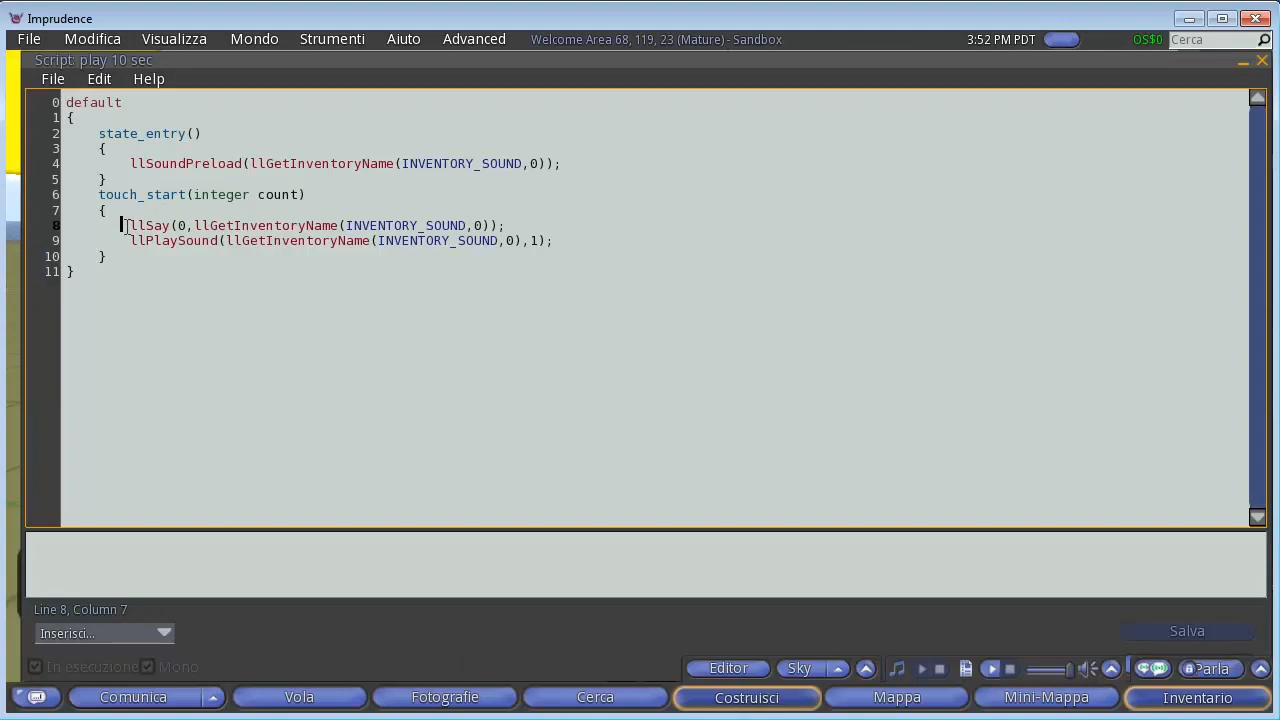 Imprudence
File Modifica Visualizza Mondo Strumenti Aiuto Advanced Welcome Area 68, 119, 23 (Mature) - Sandbox 3:52 PM PDT OS$0 Cerca
Script: play 10 sec
File Edit Help
0 default
1 {
2 state_entry()
3 {
4 llSoundPreload(llGetInventoryName(INVENTORY_SOUND,0));
5 }
6 touch_start(integer count)
7 {
8 llSay(0,llGetInventoryName(INVENTORY_SOUND,0));
9 llPlaySound(llGetInventoryName(INVENTORY_SOUND,0),1);
10 }
11 }
Line 8, Column 7
Inserisci...
Salva
In esecuzione Mono
Editor Sky Parla
Comunica Vola Fotografie Cerca Costruisci Mappa Mini-Mappa Inventario